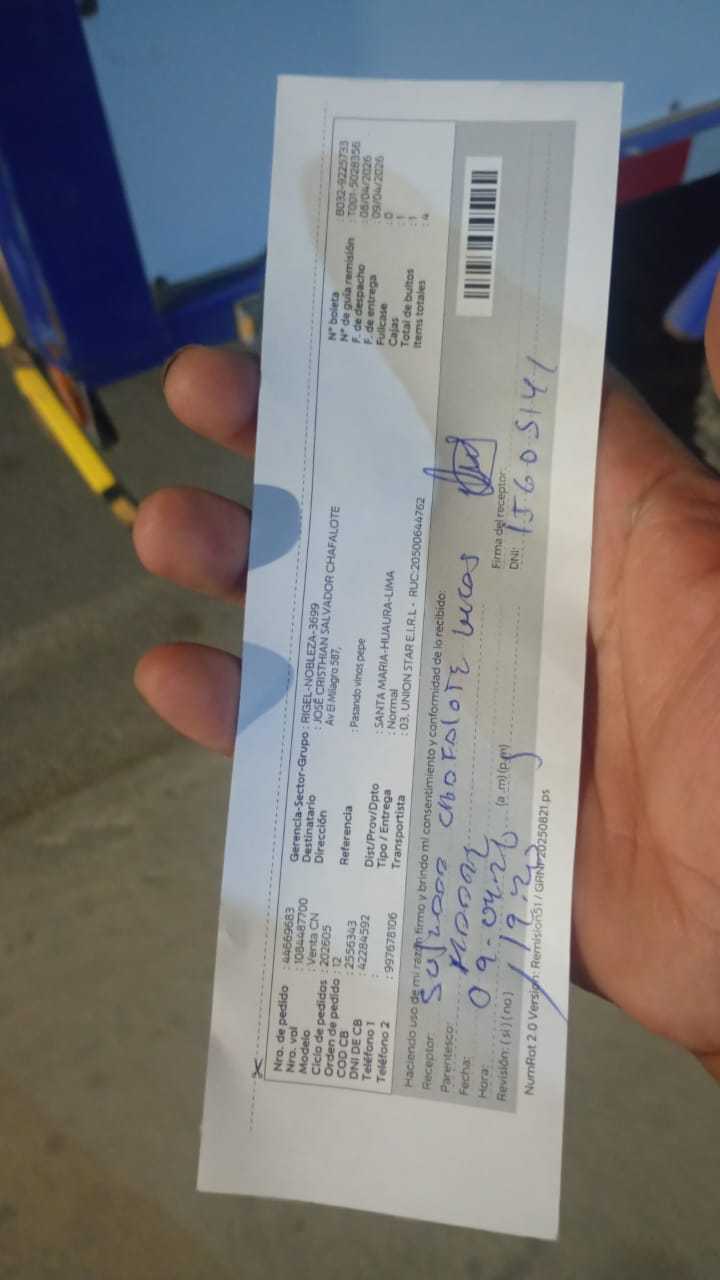 Nro. de pedido : 44669683
Nro. vol : 1084487700
Modelo : Venta CN
Ciclo de pedidos : 202605
Orden de pedido : 12
COD CB : 2556343
DNI DE CB : 42284592
Teléfono 1 :
Teléfono 2 : 997678106
Gerencia-Sector-Grupo : RIGEL-NOBLEZA-3699
Destinatario : JOSÉ CRISTHIAN SALVADOR CHAFALOTE
Dirección Av El Milagro 587,
Referencia : Pasando vinos pepe
Dist/Prov/Dpto : SANTA MARIA-HUAURA-LIMA
Tipo / Entrega : Normal
Transportista : 03. UNION STAR E.I.R.L - RUC:20500644762
N° boleta : B032-9225733
N° de guía remisión : T001-5028356
F. de despacho : 08/04/2026
F. de entrega : 09/04/2026
Fullcase : 0
Cajas : 1
Total de bultos : 1
Items totales : 4
Haciendo uso de mi razón firmo y brindo mi consentimiento y conformidad de lo recibido:
Receptor: CHAFALOTE
Parentesco:
Fecha: 09-04-26
Hora: (a.m) (p.m)
Revisión: (si) (no)
Firma del receptor:
DNI: 15605141
NumRot 2.0 Version: Remision51 / GRNP20250821.ps